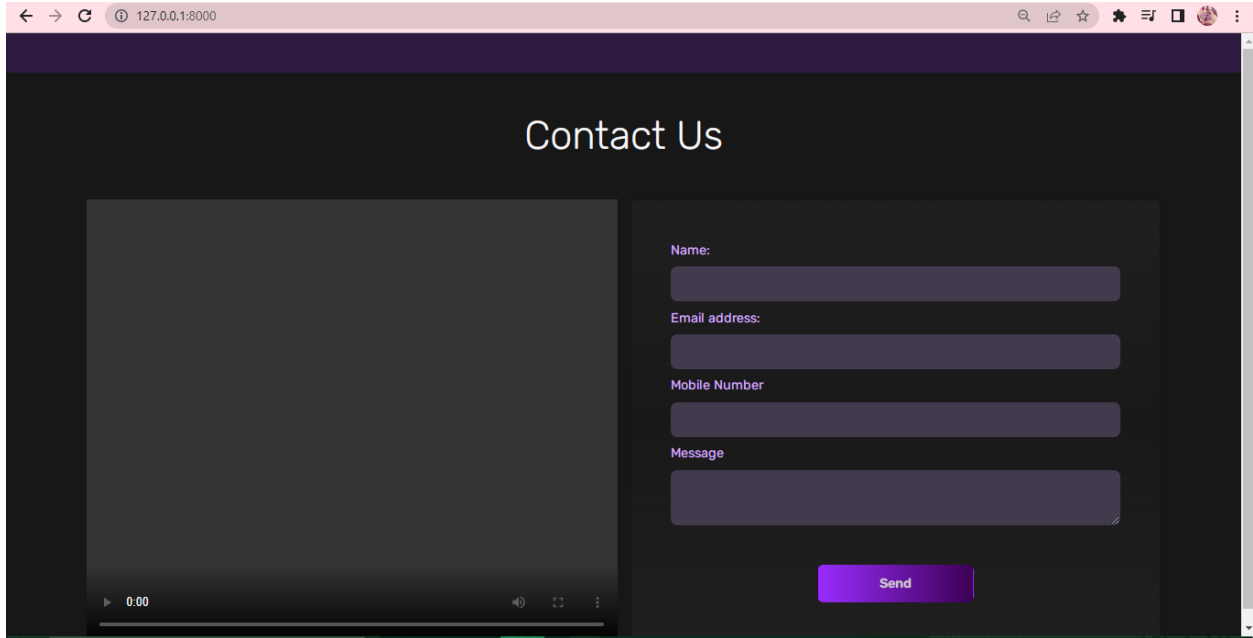 127.0.0.1:8000
Contact Us
Name:
Email address:
Mobile Number
Message
0:00
Send